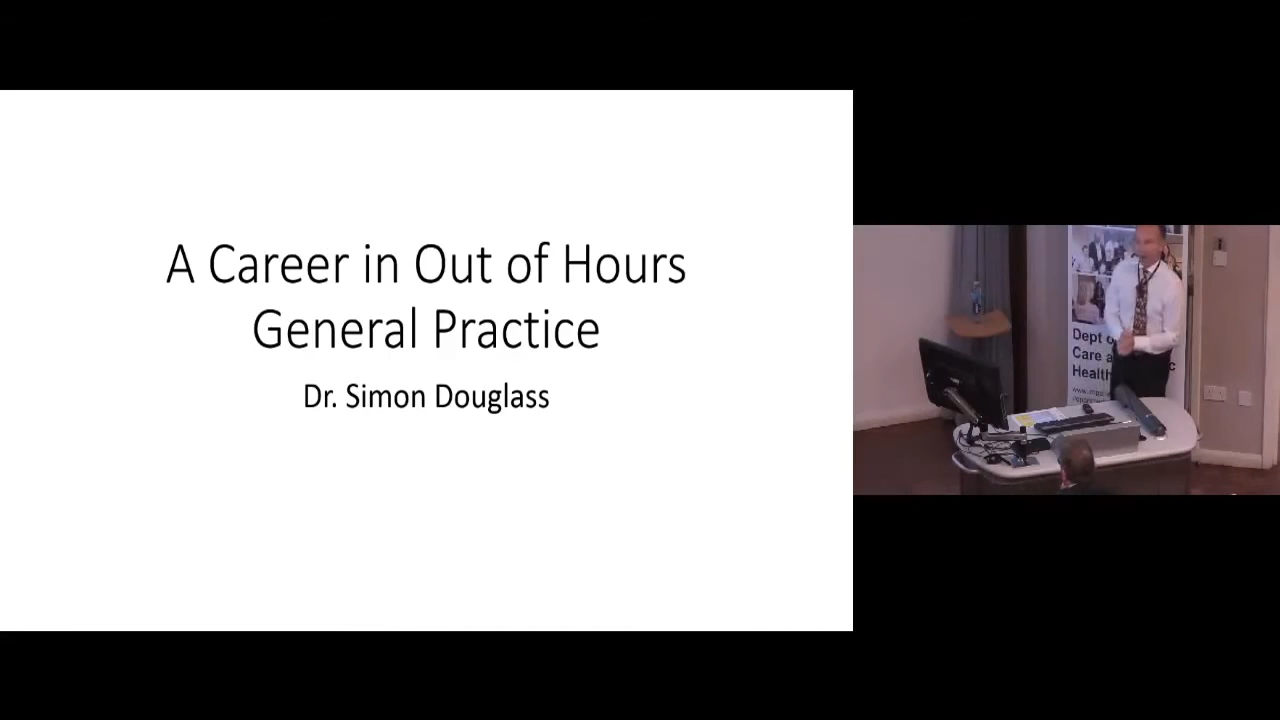 A Career in Out of Hours
General Practice
Dr. Simon Douglass
Dept
Care a
Health